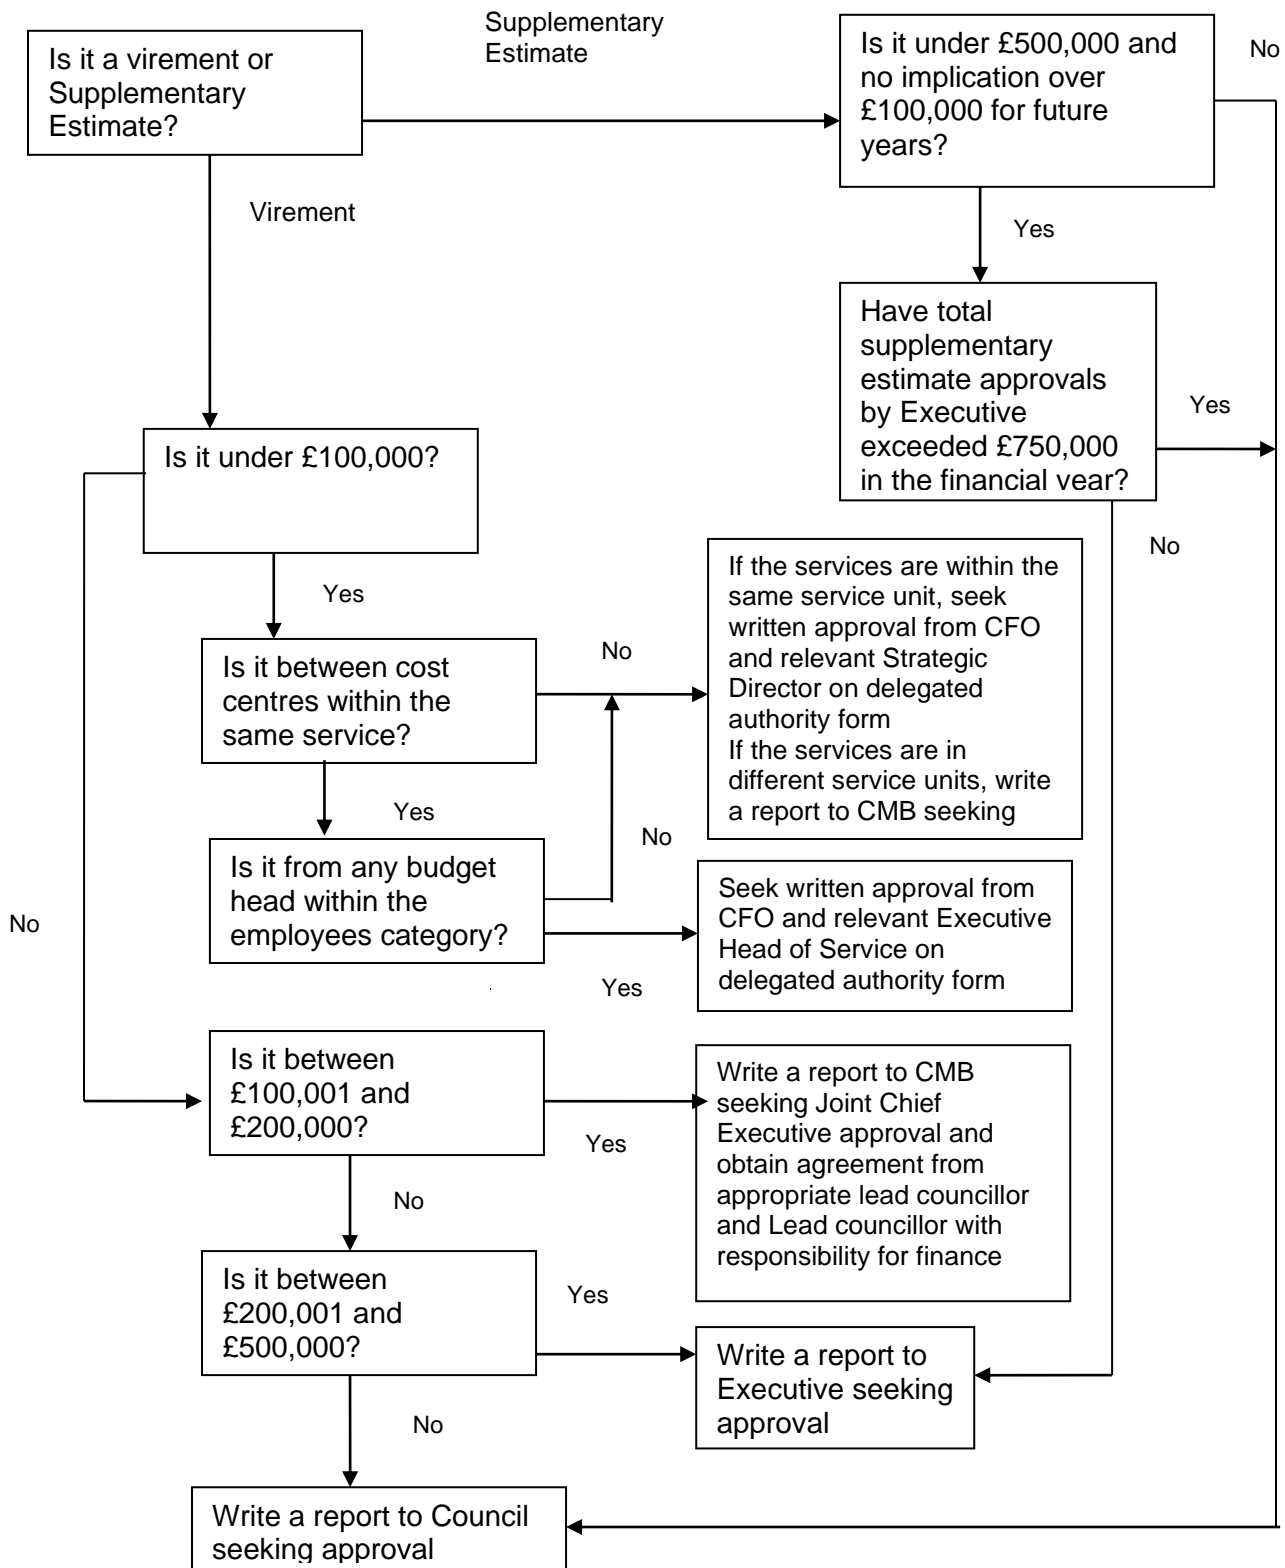 Supplementary
Estimate
Is it a virement or
Supplementary
Estimate?
Is it under £500,000 and
no implication over
£100,000 for future
years?
No
Virement
Yes
Have total
supplementary
estimate approvals
by Executive
exceeded £750,000
in the financial year?
Yes
No
Is it under £100,000?
Yes
Is it between cost
centres within the
same service?
No
If the services are within the
same service unit, seek
written approval from CFO
and relevant Strategic
Director on delegated
authority form
If the services are in
different service units, write
a report to CMB seeking
Yes
No
Is it from any budget
head within the
employees category?
Seek written approval from
CFO and relevant Executive
Head of Service on
delegated authority form
No
Yes
Is it between
£100,001 and
£200,000?
Yes
Write a report to CMB
seeking Joint Chief
Executive approval and
obtain agreement from
appropriate lead councillor
and Lead councillor with
responsibility for finance
No
Is it between
£200,001 and
£500,000?
Yes
Write a report to
Executive seeking
approval
No
Write a report to Council
seeking approval